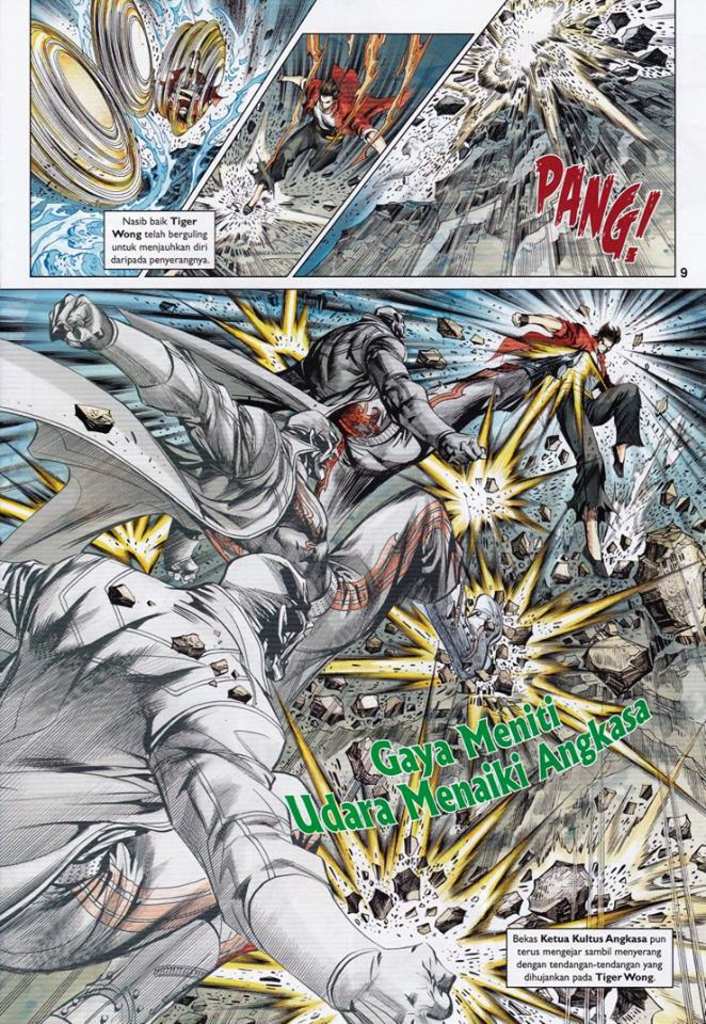 Nasib baik Tiger
Wong telah berguling
untuk menjauhkan diri
daripada penyerangnya.
PANG!
9
Gaya Meniti
Udara Menaiki Angkasa
Bekas Ketua Kultus Angkasa pun
terus mengejar sambil menyerang
dengan tendangan-tendangan yang
dihujankan pada Tiger Wong.